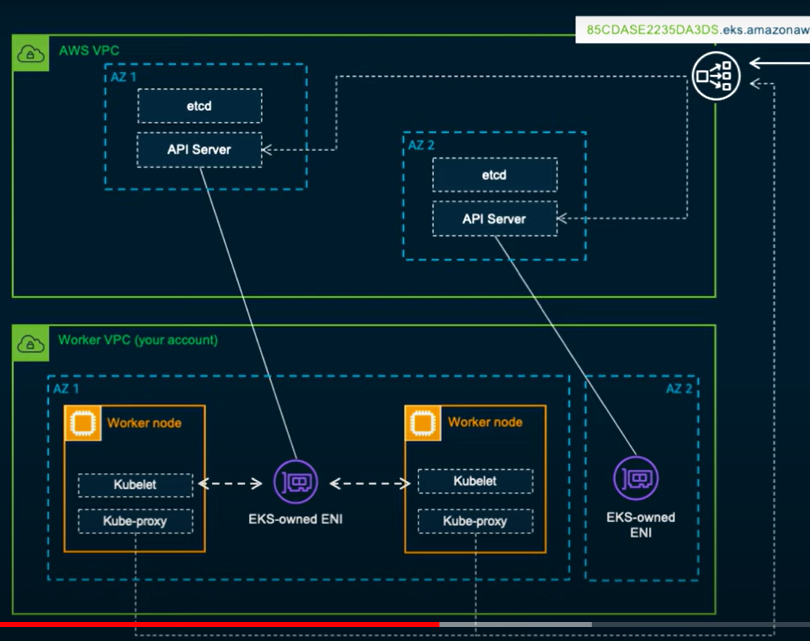 85CDASE2235DA3DS.eks.amazonaw
AWS VPC
AZ 1
etcd
API Server
AZ 2
etcd
API Server
Worker VPC (your account)
AZ 1
AZ 2
Worker node
Kubelet
Kube-proxy
EKS-owned ENI
Worker node
Kubelet
Kube-proxy
EKS-owned
ENI